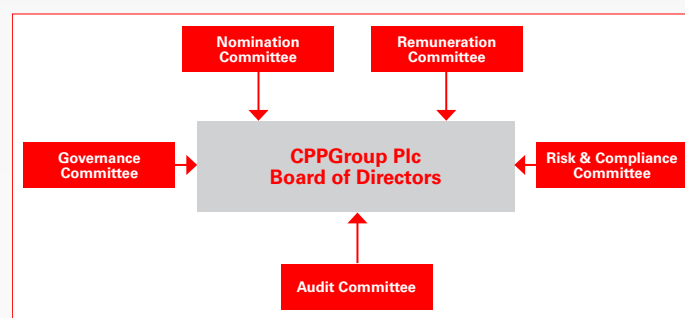 Nomination
Committee
Remuneration
Committee
Governance
Committee
CPPGroup Plc
Board of Directors
Risk & Compliance
Committee
Audit Committee